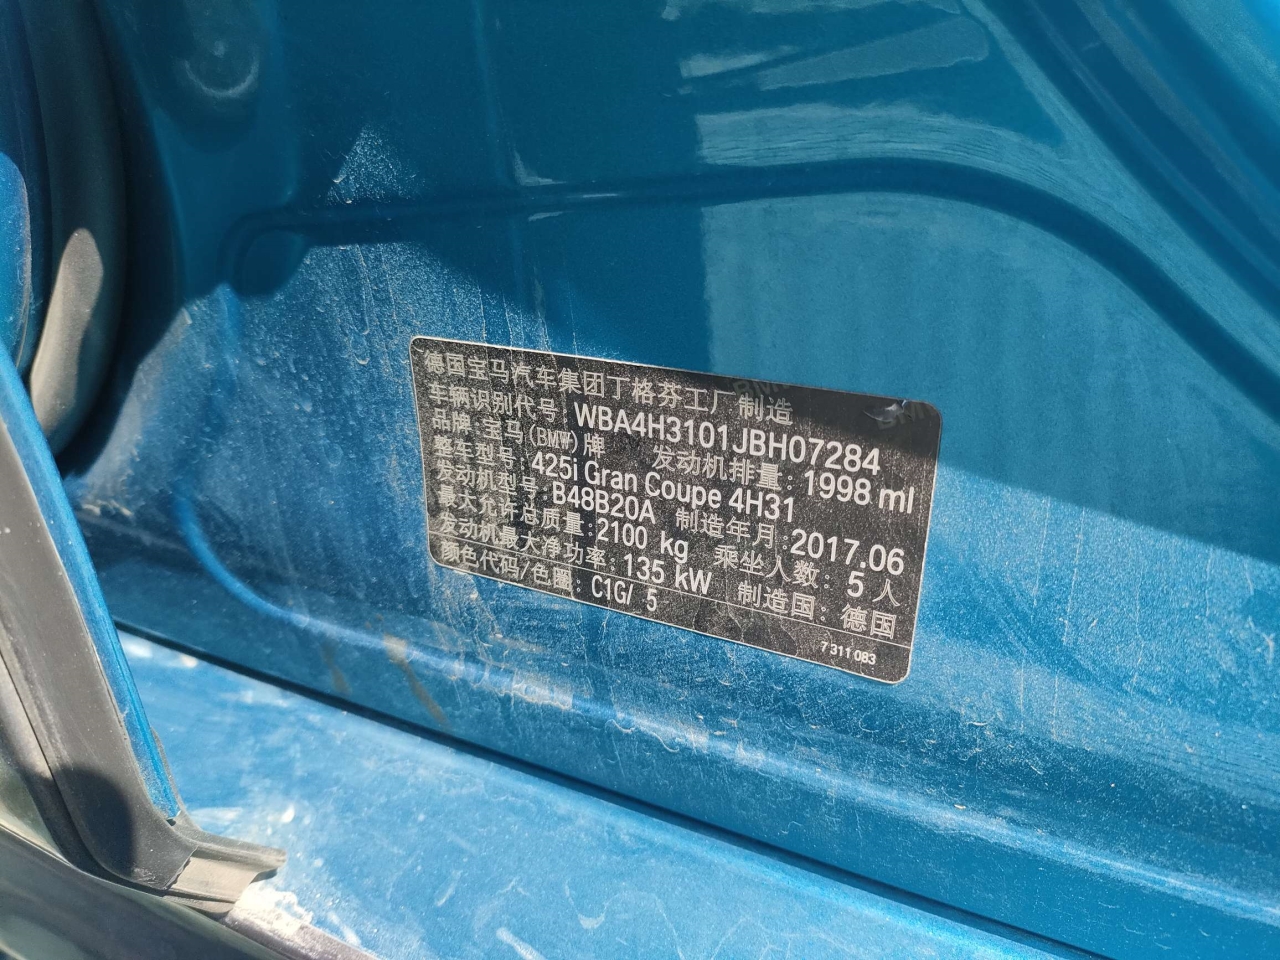 德国宝马汽车集团丁格芬工厂 制造
车辆识别代号: WBA4H3101JBH07284
品牌: 宝马(BMW)牌 发动机排量: 1998 ml
整车型号: 425i Gran Coupe 4H31
发动机型号: B48B20A 制造年月: 2017.06
最大允许总质量: 2100 kg 乘坐人数: 5 人
发动机最大净功率: 135 kW 制造国: 德国
颜色代码/色圈: C1G/ 5
7 311 083